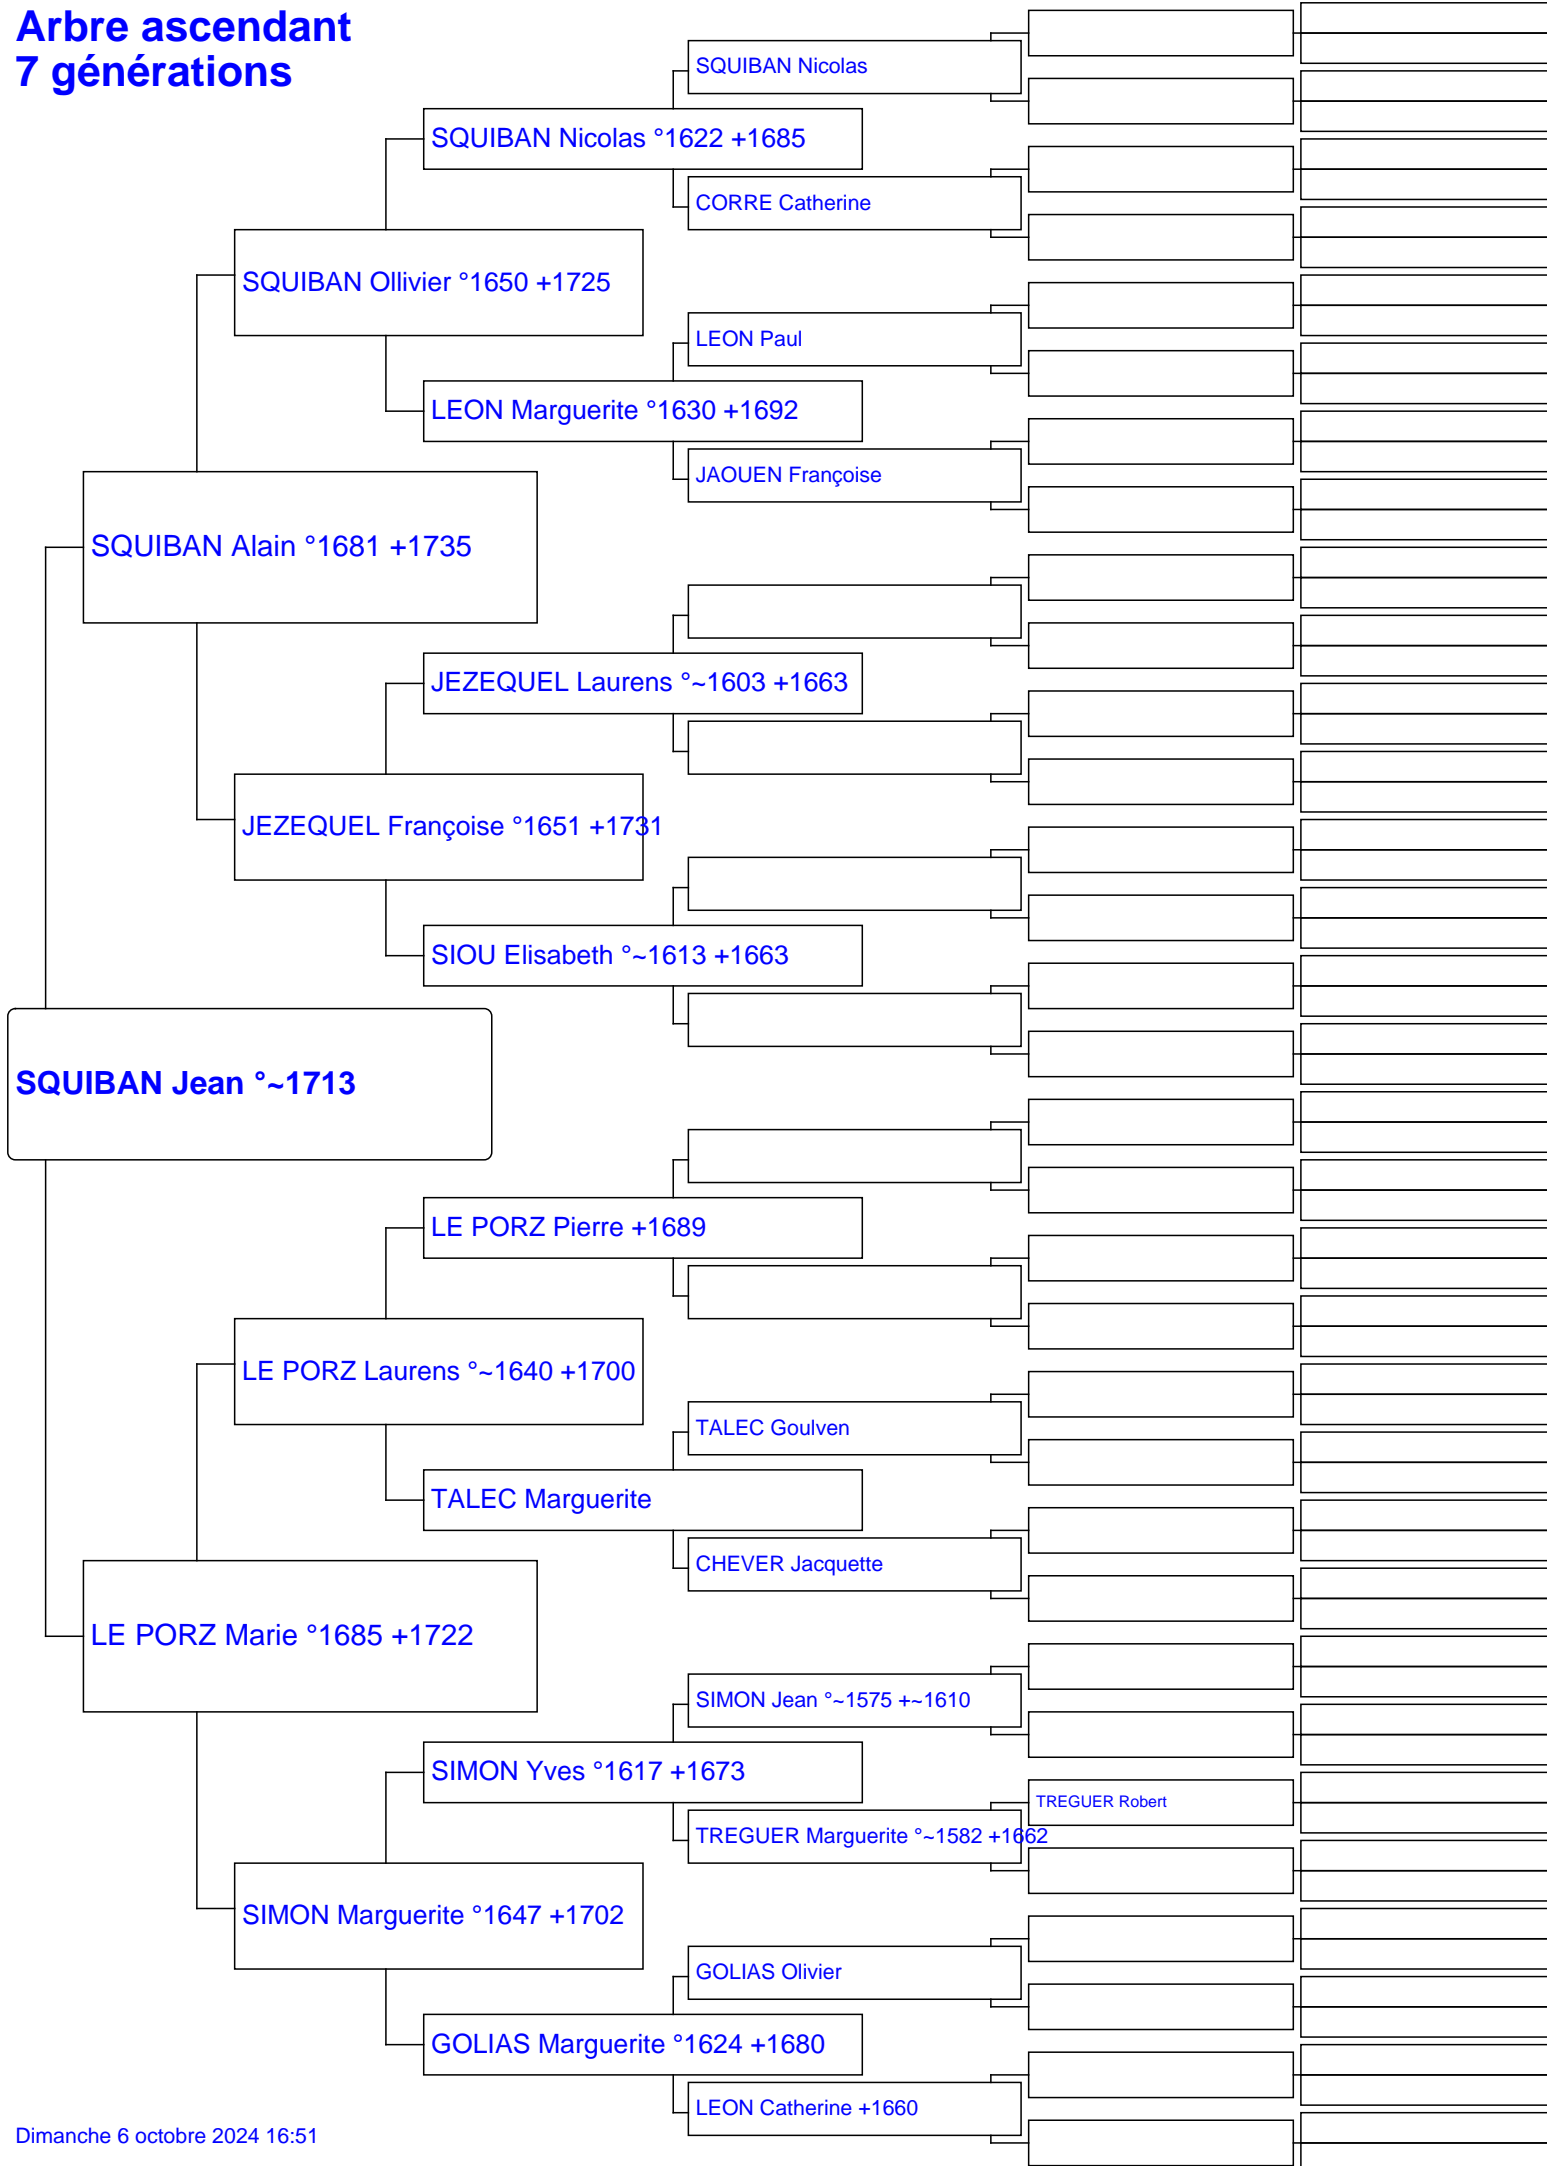 Arbre ascendant
7 générations
SQUIBAN Nicolas
SQUIBAN Nicolas °1622 +1685
CORRE Catherine
SQUIBAN Ollivier °1650 +1725
LEON Paul
LEON Marguerite °1630 +1692
JAOUEN Françoise
SQUIBAN Alain °1681 +1735
JEZEQUEL Laurens °~1603 +1663
JEZEQUEL Françoise °1651 +1731
SIOU Elisabeth °~1613 +1663
SQUIBAN Jean °~1713
LE PORZ Pierre +1689
LE PORZ Laurens °~1640 +1700
TALEC Goulven
TALEC Marguerite
CHEVER Jacquette
LE PORZ Marie °1685 +1722
SIMON Jean °~1575 +~1610
SIMON Yves °1617 +1673
TREGUER Robert
TREGUER Marguerite °~1582 +1662
SIMON Marguerite °1647 +1702
GOLIAS Olivier
GOLIAS Marguerite °1624 +1680
LEON Catherine +1660
Dimanche 6 octobre 2024 16:51